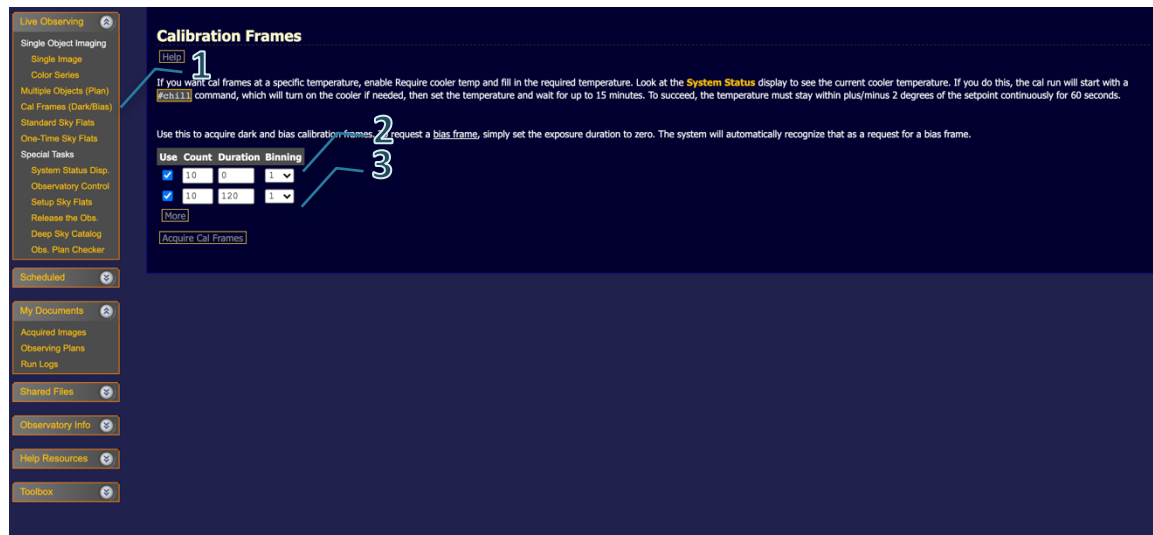 Live Observing
Single Object Imaging
Single Image
Color Series
Multiple Objects (Plan)
Cal Frames (Dark/Bias)
Standard Sky Flats
One-Time Sky Flats
Special Tasks
System Status Disp.
Observatory Control
Setup Sky Flats
Release the Obs.
Deep Sky Catalog
Obs. Plan Checker
Scheduled
My Documents
Acquired Images
Observing Plans
Run Logs
Shared Files
Observatory Info
Help Resources
Toolbox
Calibration Frames
Help
1
If you want cal frames at a specific temperature, enable Require cooler temp and fill in the required temperature. Look at the System Status display to see the current cooler temperature. If you do this, the cal run will start with a
#chill command, which will turn on the cooler if needed, then set the temperature and wait for up to 15 minutes. To succeed, the temperature must stay within plus/minus 2 degrees of the setpoint continuously for 60 seconds.
2
Use this to acquire dark and bias calibration frames. request a bias frame, simply set the exposure duration to zero. The system will automatically recognize that as a request for a bias frame.
Use Count Duration Binning
3
10 0 1
10 120 1
More
Acquire Cal Frames